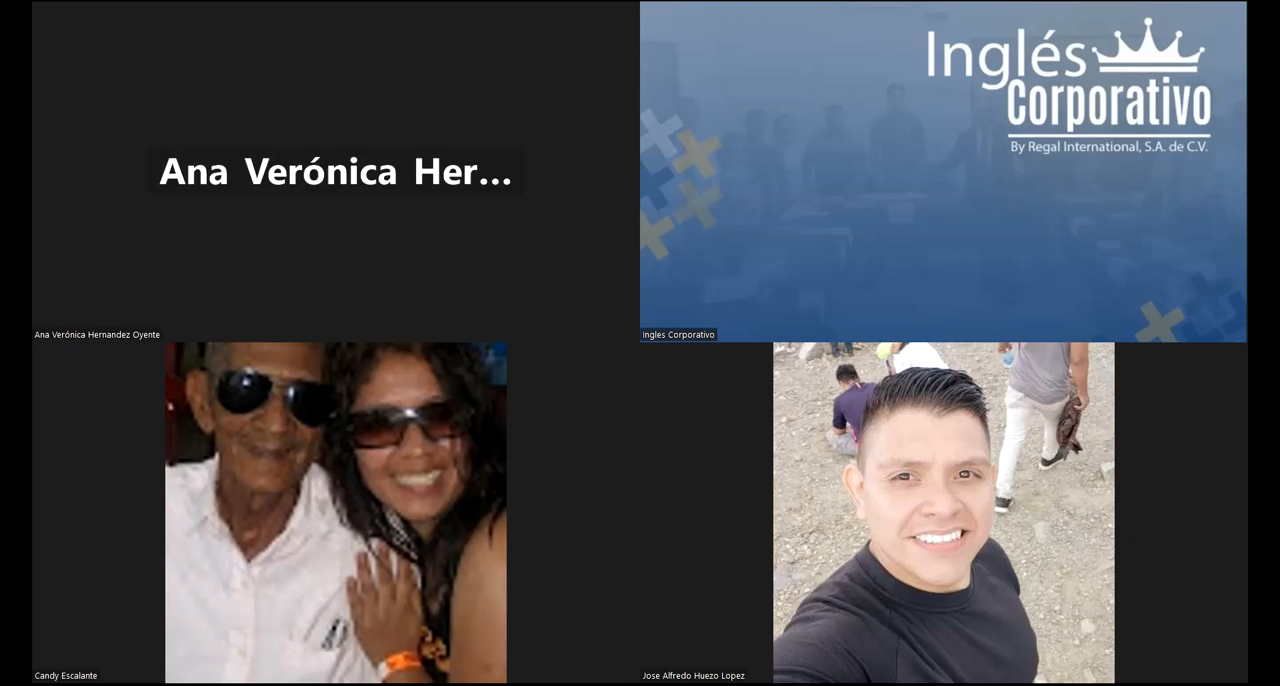 Ana Verónica Her...
Ana Verónica Hernandez Oyente
Inglés
Corporativo
By Regal International, S.A. de C.V.
Ingles Corporativo
Candy Escalante
Jose Alfredo Huezo Lopez